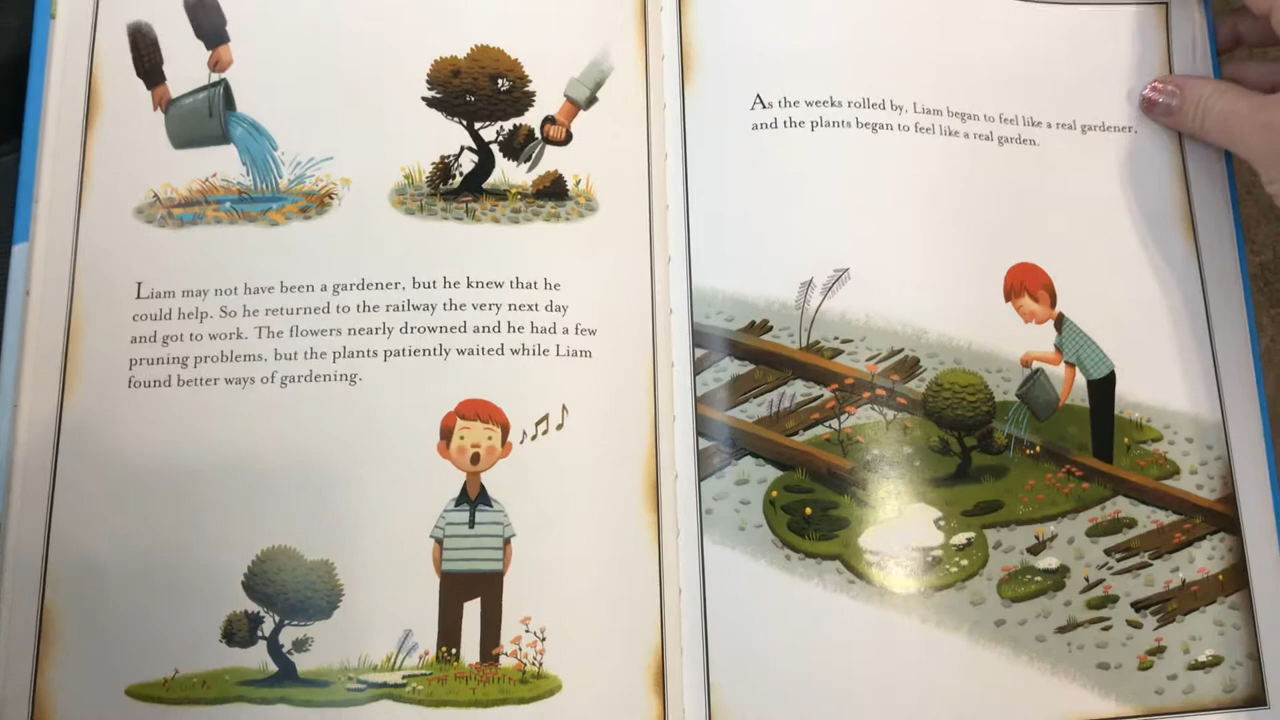 Liam may not have been a gardener, but he knew that he
could help. So he returned to the railway the very next day
and got to work. The flowers nearly drowned and he had a few
pruning problems, but the plants patiently waited while Liam
found better ways of gardening.
As the weeks rolled by, Liam began to feel like a real gardener,
and the plants began to feel like a real garden.